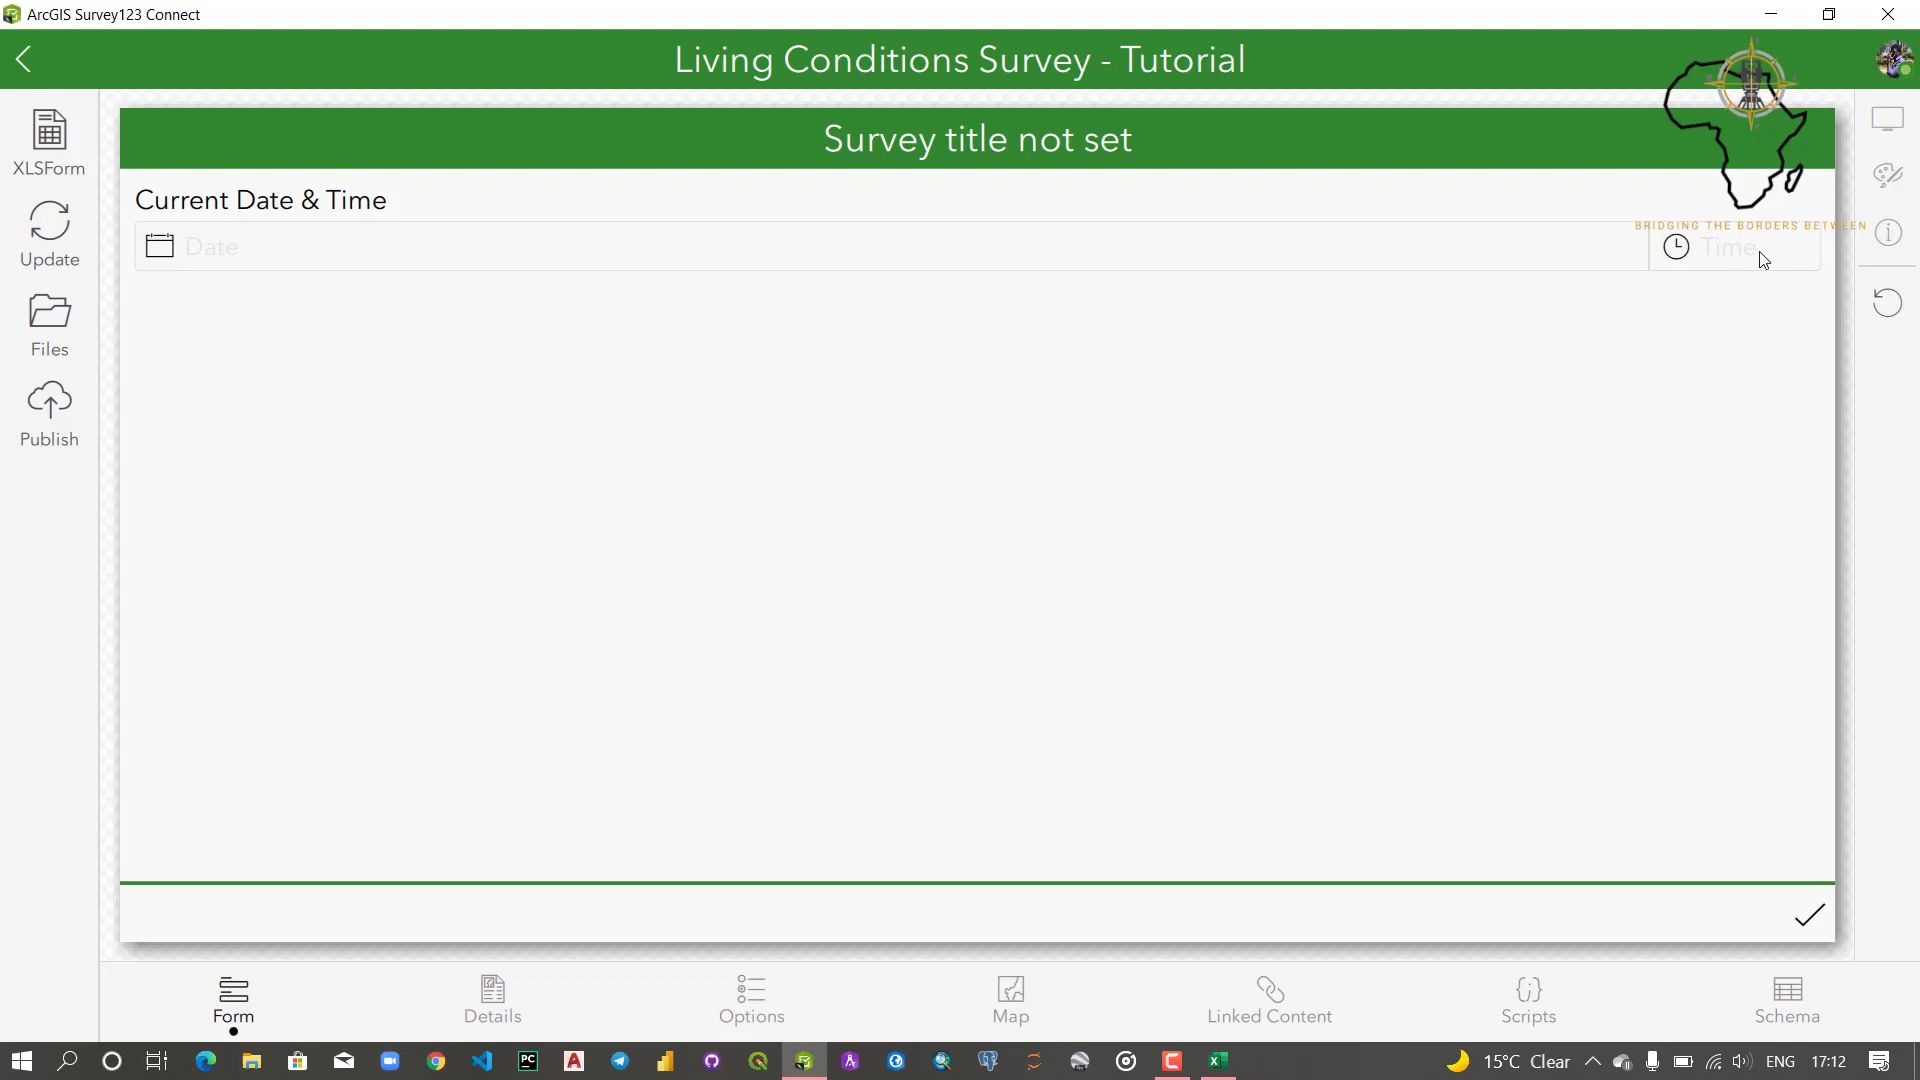 ArcGIS Survey123 Connect
Living Conditions Survey - Tutorial
XLSForm
Update
Files
Publish
Survey title not set
Current Date & Time
BRIDGING THE BORDERS BETWEEN
Date
Time
Form
Details
Options
Map
Linked Content
Scripts
Schema
15°C Clear
ENG
17:12